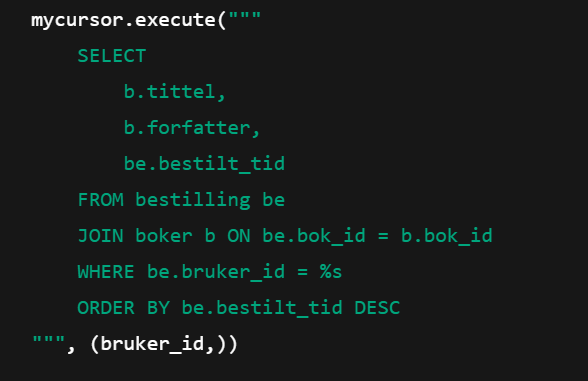 mycursor.execute("""
SELECT
b.tittel,
b.forfatter,
be.bestilt_tid
FROM bestilling be
JOIN boker b ON be.bok_id = b.bok_id
WHERE be.bruker_id = %s
ORDER BY be.bestilt_tid DESC
""", (bruker_id,))